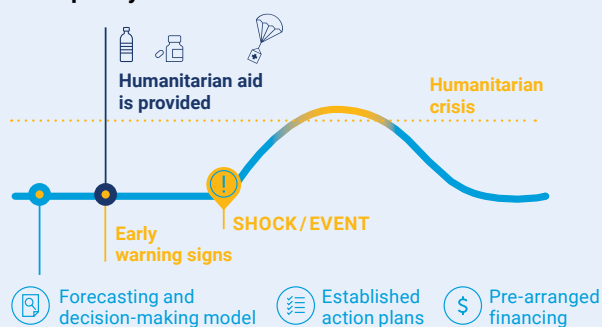 Humanitarian aid
is provided
Humanitarian
crisis
!
SHOCK/EVENT
Early
warning signs
Forecasting and
decision-making model
Established
action plans
$
Pre-arranged
financing